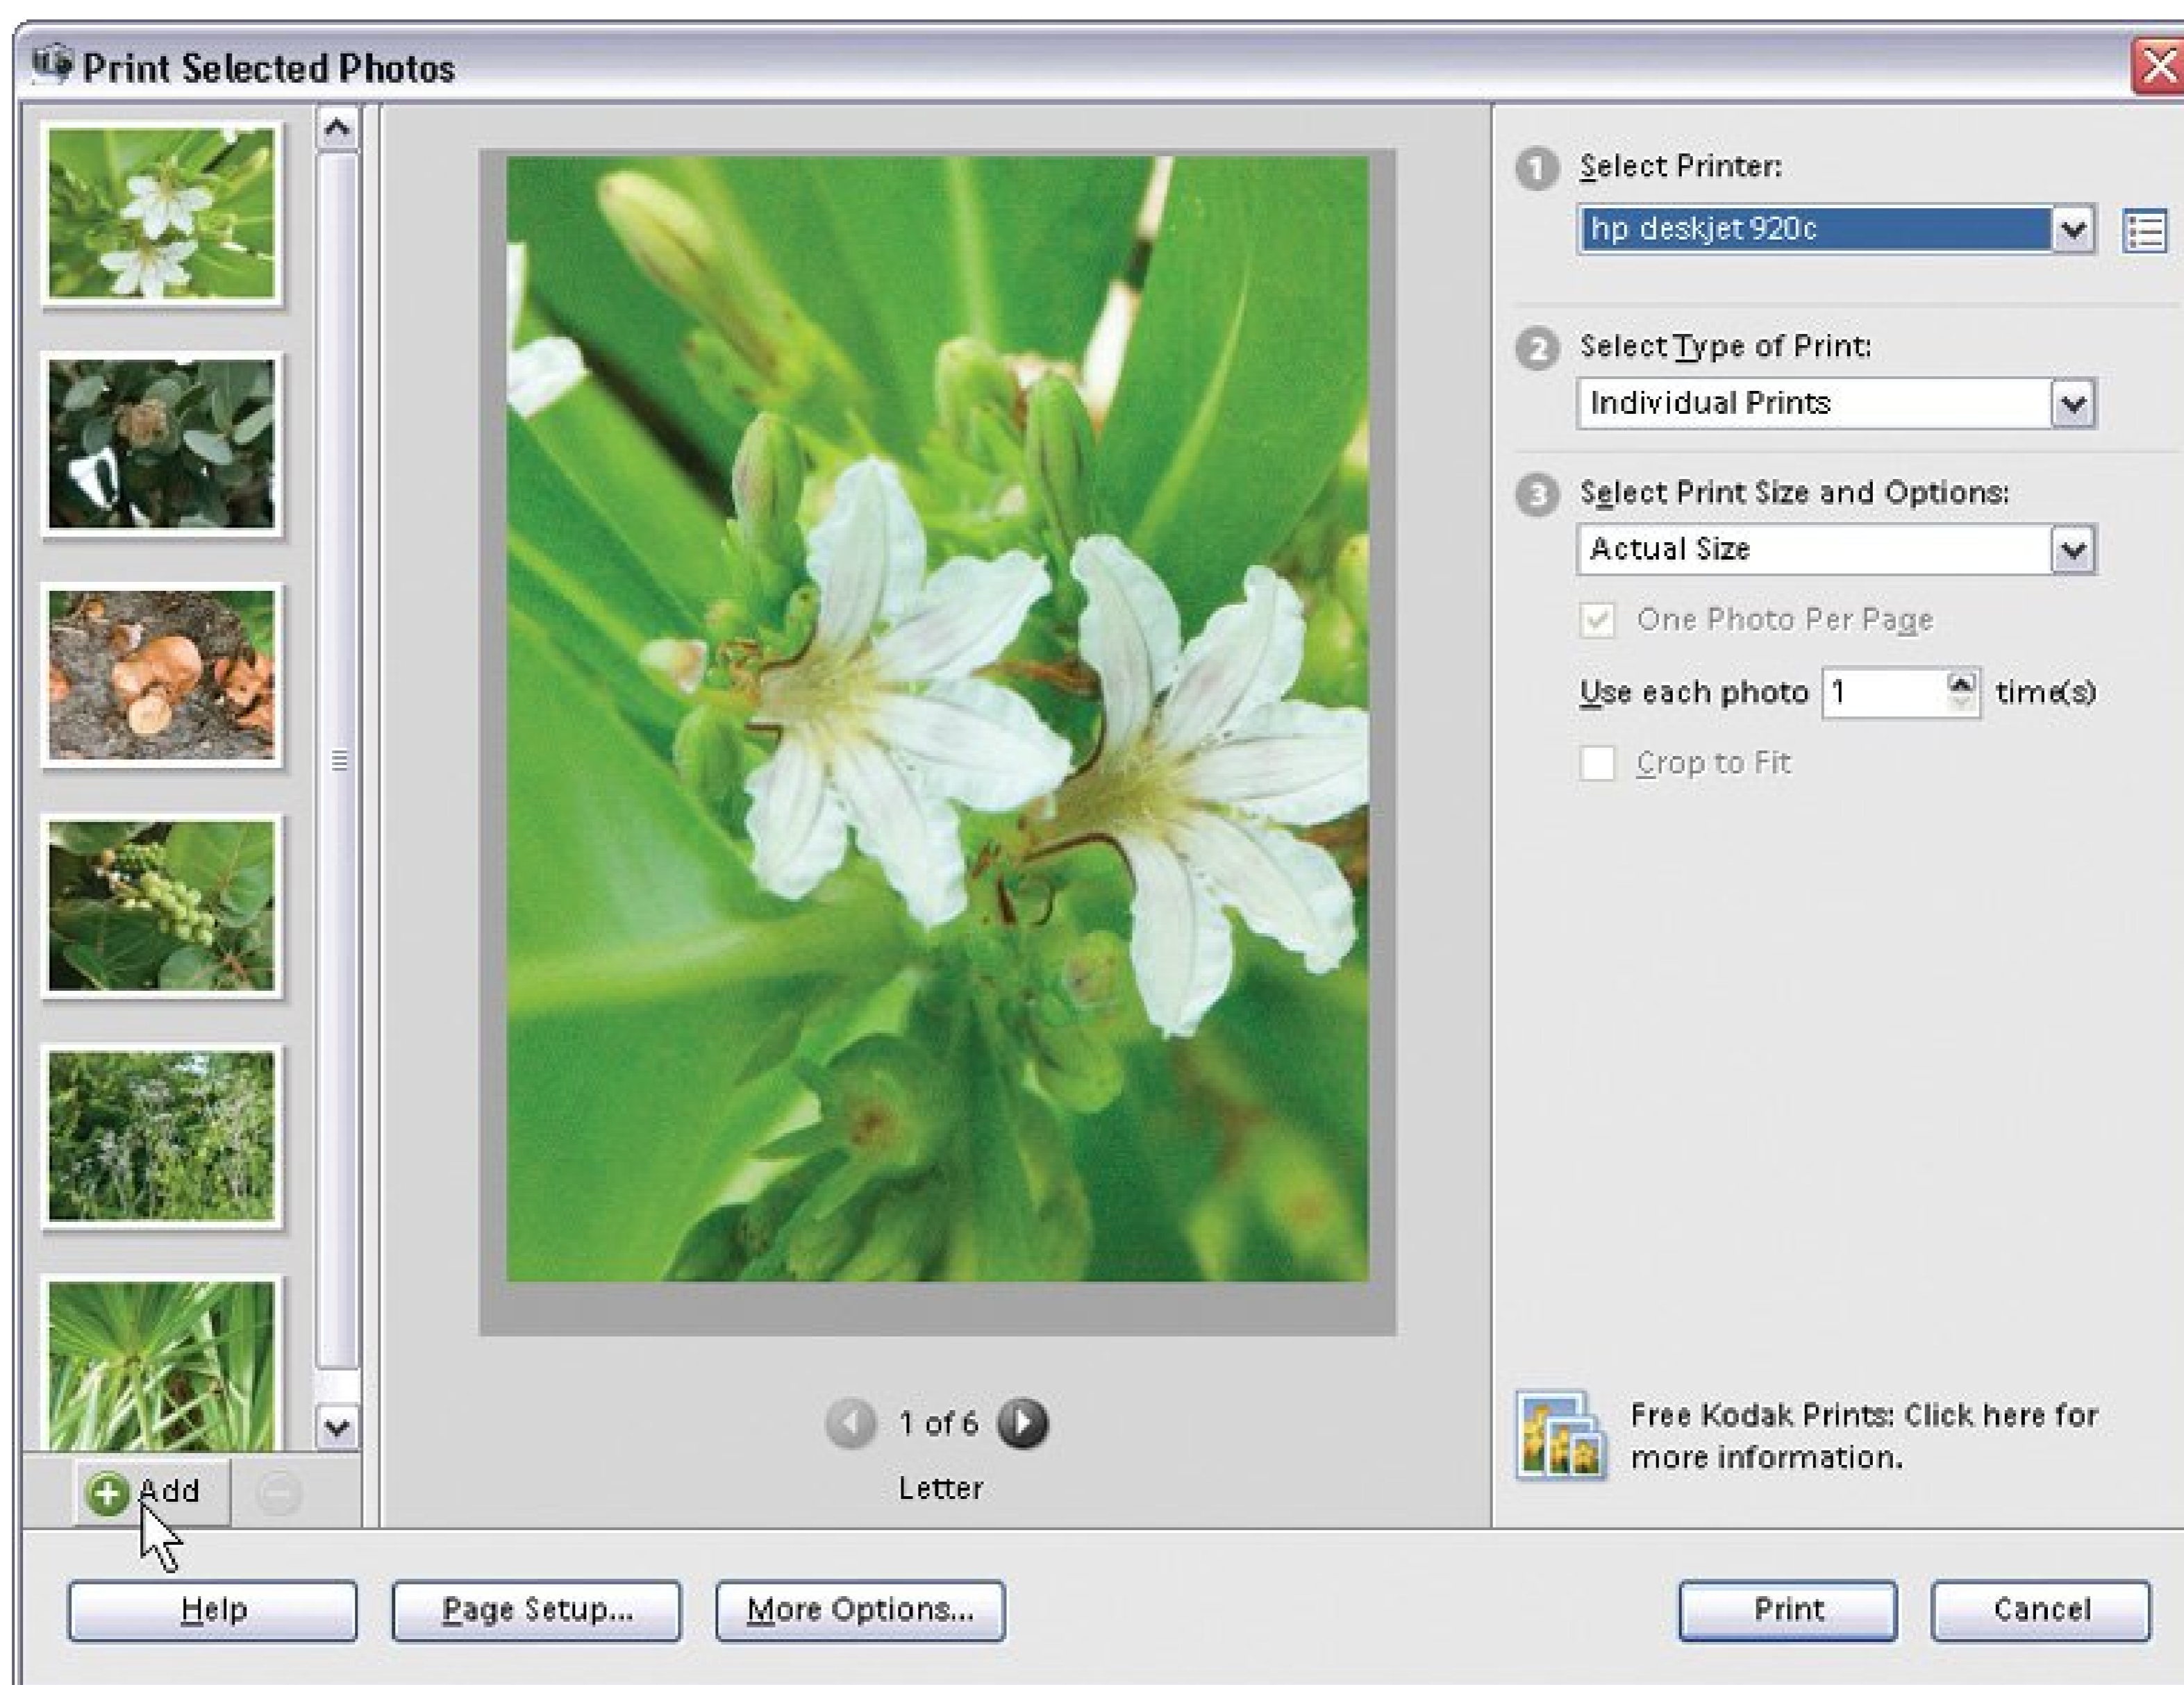 Print Selected Photos
1 Select Printer:
hp deskjet 920c
2 Select Type of Print:
Individual Prints
3 Select Print Size and Options:
Actual Size
One Photo Per Page
Use each photo 1 time(s)
Crop to Fit
1 of 6
Letter
Free Kodak Prints: Click here for
more information.
Add
Help
Page Setup...
More Options...
Print
Cancel